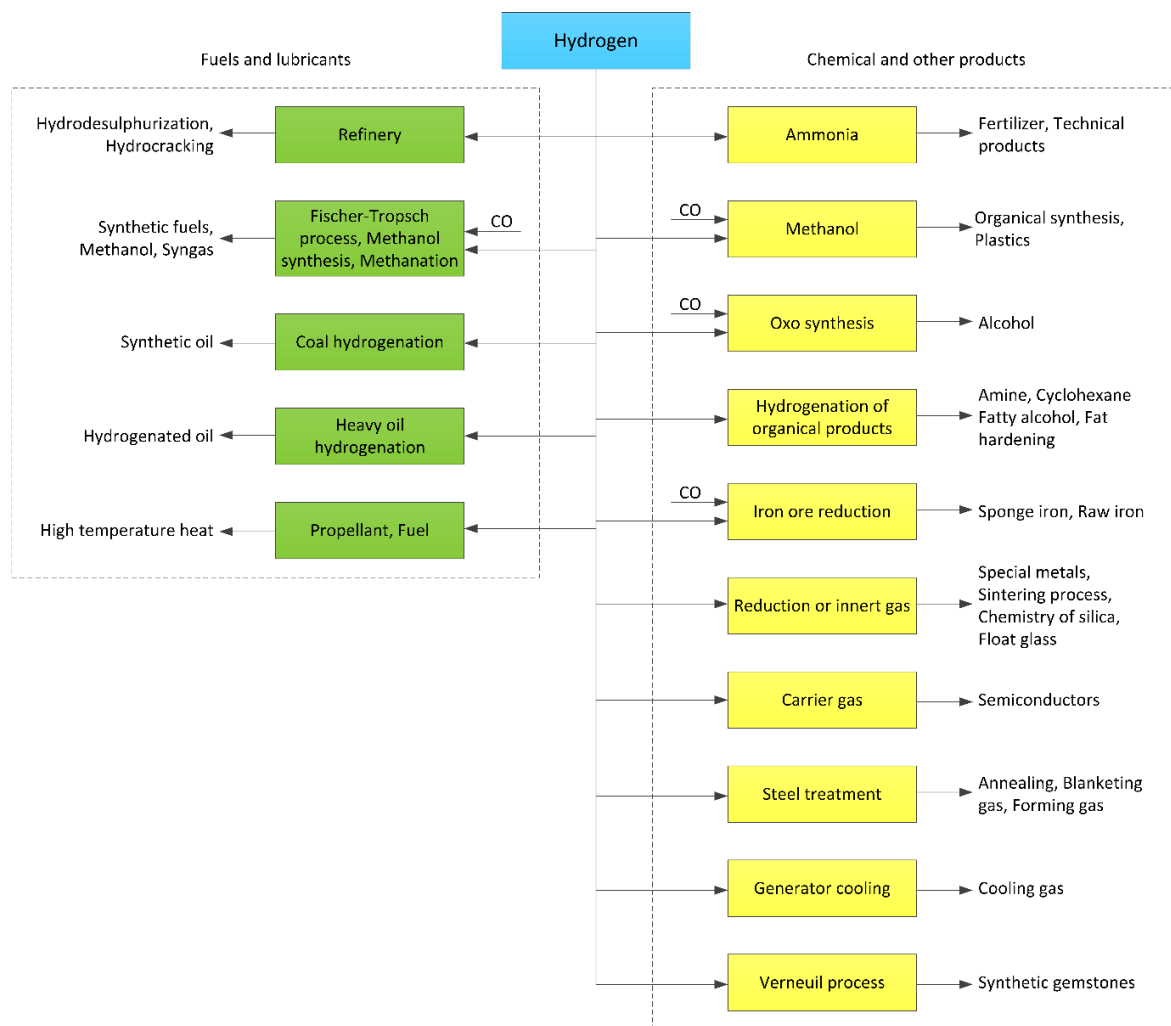 Hydrogen
Fuels and lubricants
Chemical and other products
Hydrodesulphurization,
Hydrocracking
Refinery
Ammonia
Fertilizer, Technical
products
Synthetic fuels,
Methanol, Syngas
Fischer-Tropsch
process, Methanol
synthesis, Methanation
CO
CO
Methanol
Organical synthesis,
Plastics
Synthetic oil
Coal hydrogenation
CO
Oxo synthesis
Alcohol
Hydrogenated oil
Heavy oil
hydrogenation
Hydrogenation of
organical products
Amine, Cyclohexane
Fatty alcohol, Fat
hardening
High temperature heat
Propellant, Fuel
CO
Iron ore reduction
Sponge iron, Raw iron
Reduction or innert gas
Special metals,
Sintering process,
Chemistry of silica,
Float glass
Carrier gas
Semiconductors
Steel treatment
Annealing, Blanketing
gas, Forming gas
Generator cooling
Cooling gas
Verneuil process
Synthetic gemstones